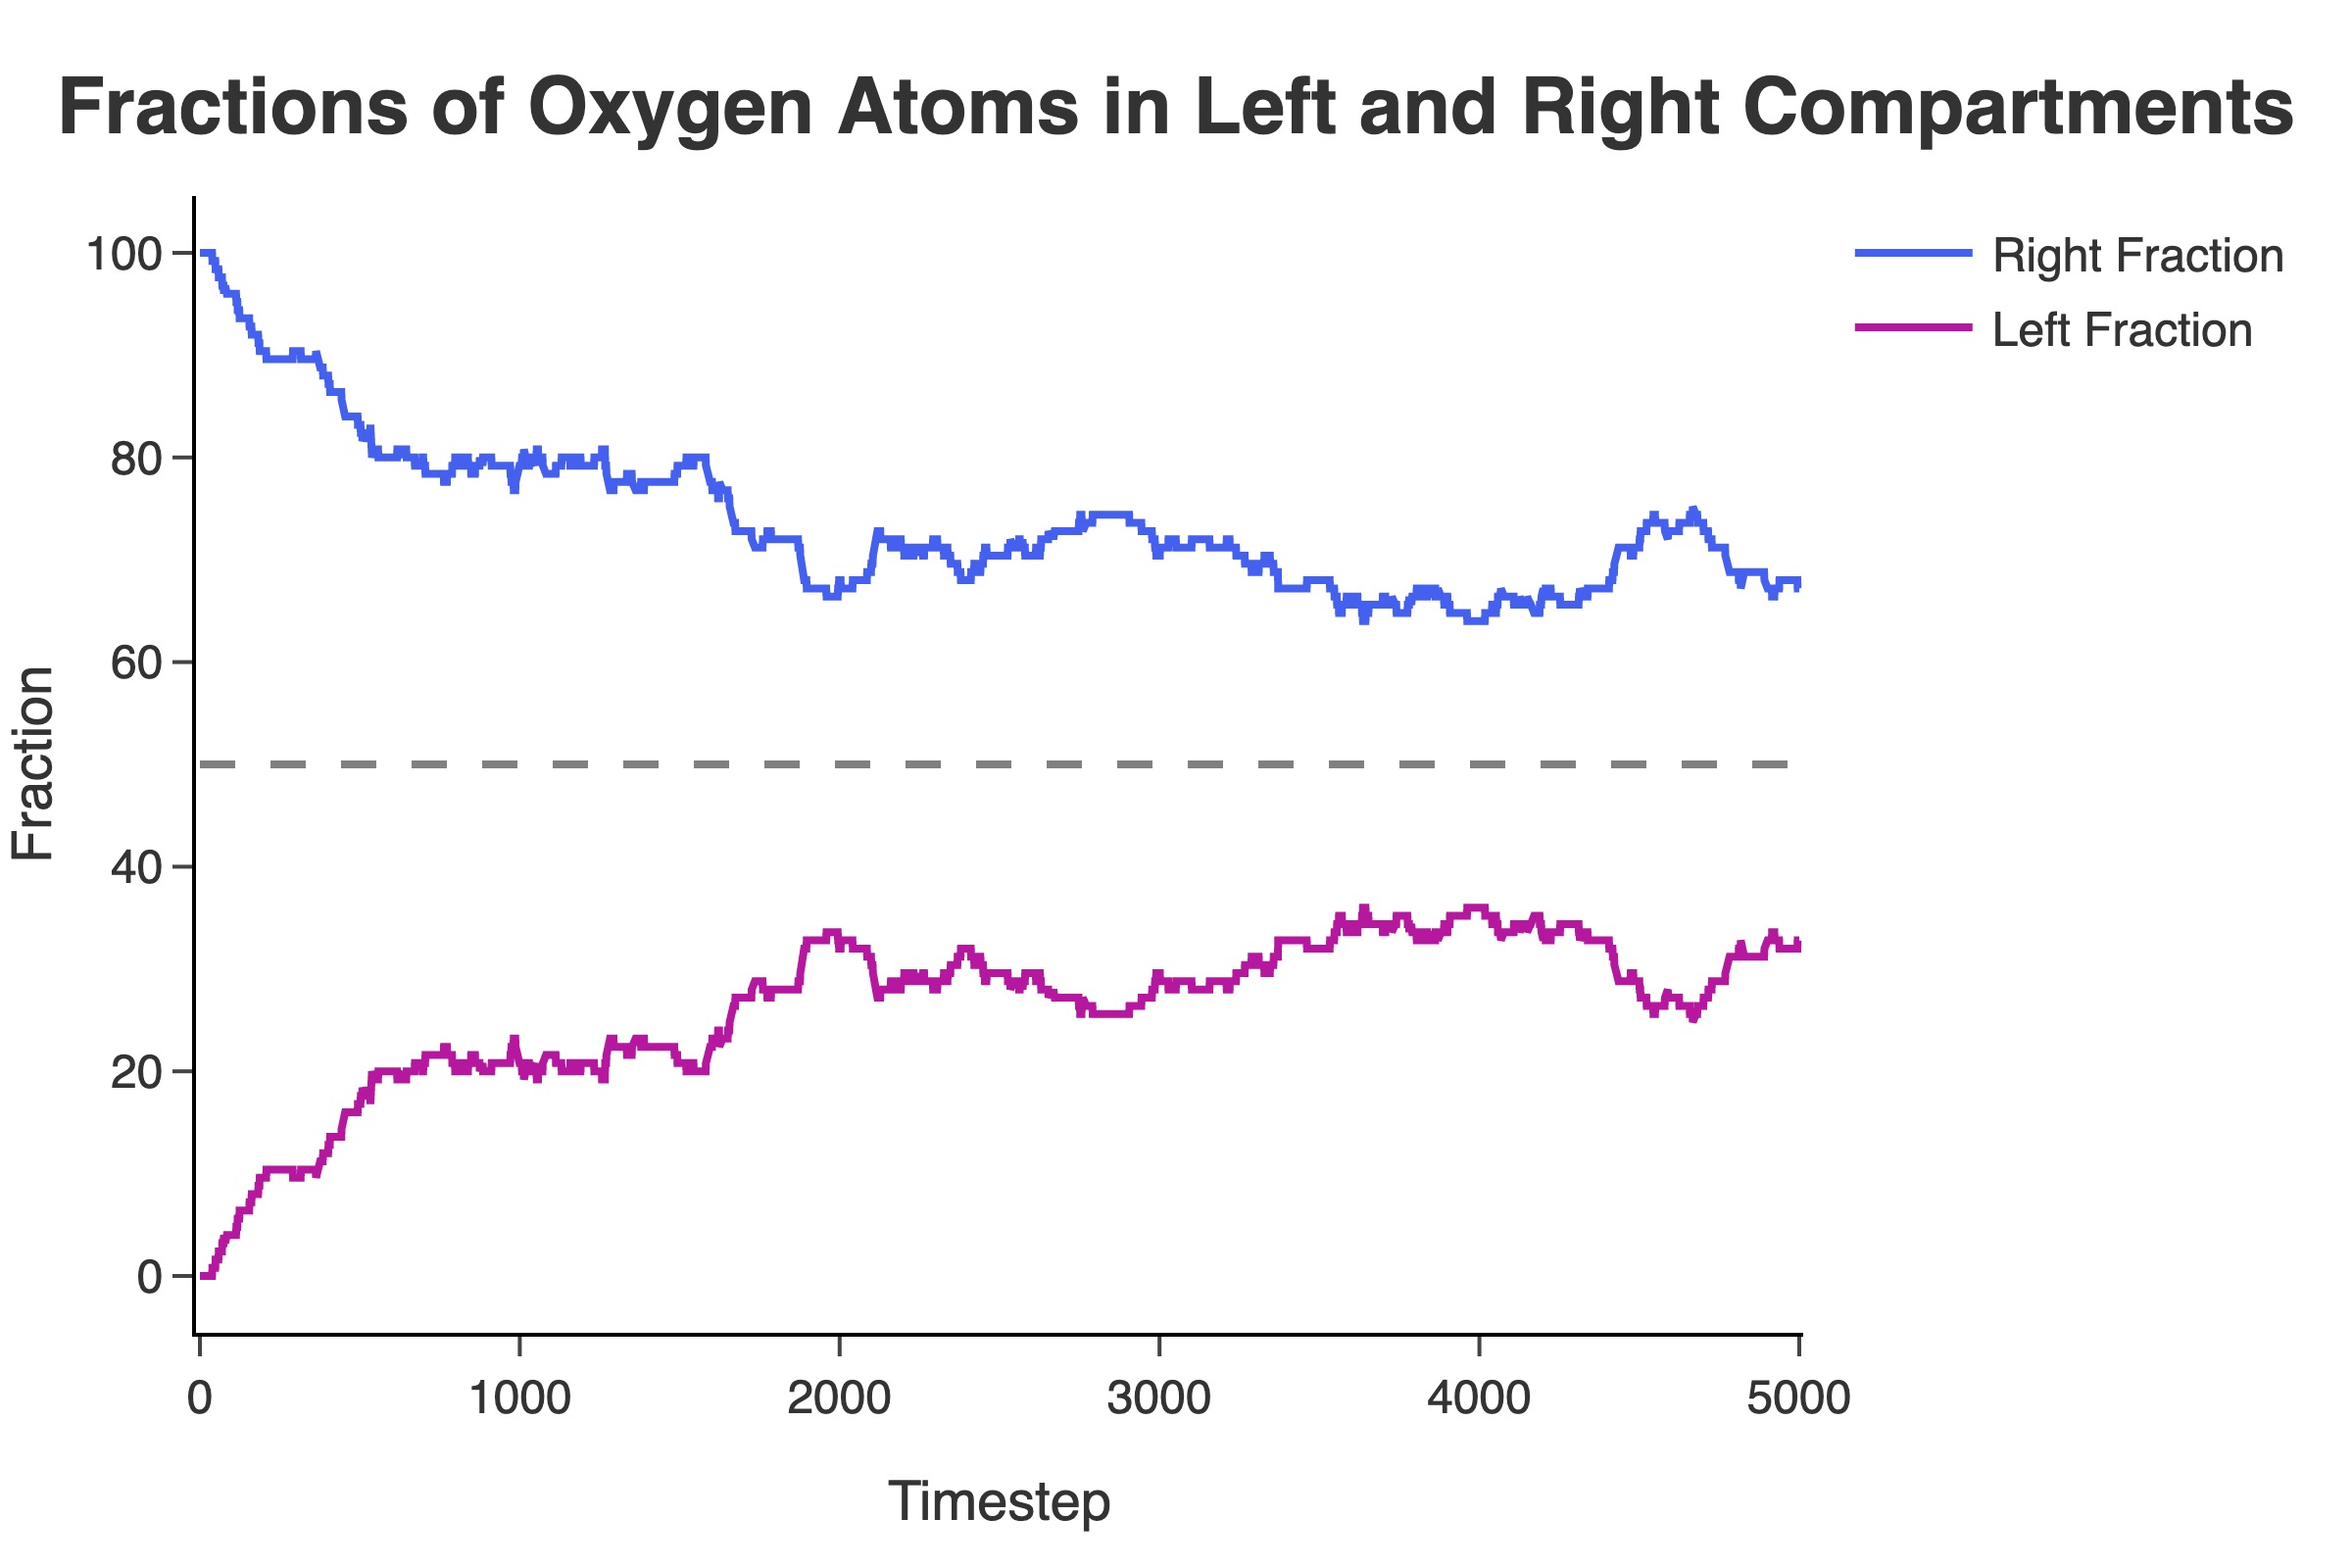 Fractions of Oxygen Atoms in Left and Right Compartments
Right Fraction
Left Fraction
100
80
60
40
20
0
Fraction
0 1000 2000 3000 4000 5000
Timestep